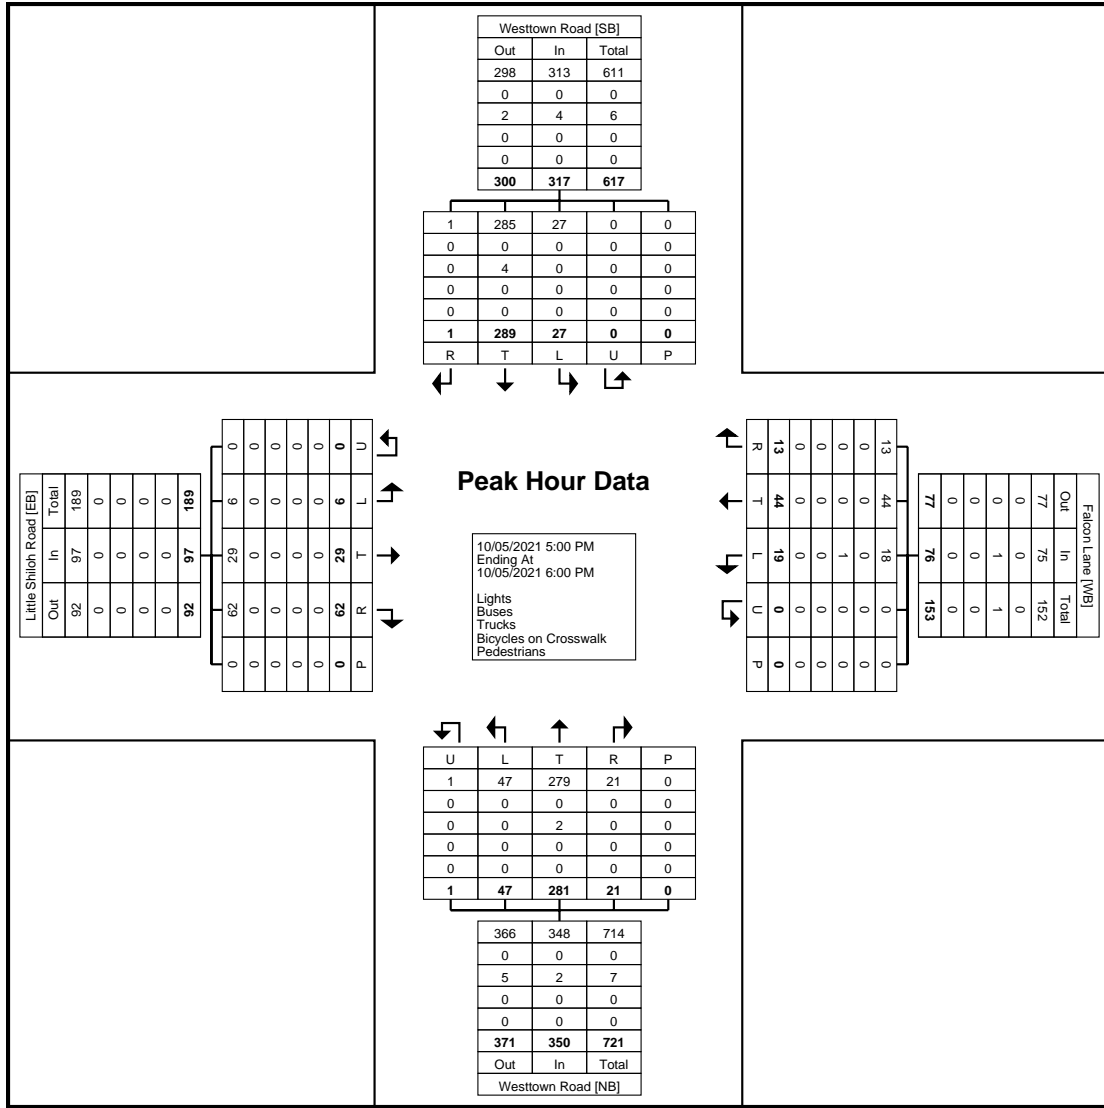 Westtown Road [SB]
Out In Total
298 313 611
0 0 0
2 4 6
0 0 0
0 0 0
300 317 617
1 285 27 0 0
0 0 0 0 0
0 4 0 0 0
0 0 0 0 0
0 0 0 0 0
1 289 27 0 0
R T L U P
Little Shiloh Road [EB]
Total In Out
189 97 92
0 0 0
0 0 0
0 0 0
0 0 0
189 97 92
0 6 29 62 0
0 0 0 0 0
0 0 0 0 0
0 0 0 0 0
0 0 0 0 0
0 6 29 62 0
U L T R P
Peak Hour Data
10/05/2021 5:00 PM
Ending At
10/05/2021 6:00 PM
Lights
Buses
Trucks
Bicycles on Crosswalk
Pedestrians
R T L U P
13 44 19 0 0
0 0 0 0 0
0 0 0 0 0
0 0 1 0 0
0 0 0 0 0
13 44 18 0 0
77 76 153
0 0 0
0 0 0
0 1 1
0 0 0
77 75 152
Out In Total
Falcon Lane [WB]
U L T R P
1 47 279 21 0
0 0 0 0 0
0 0 2 0 0
0 0 0 0 0
0 0 0 0 0
1 47 281 21 0
366 348 714
0 0 0
5 2 7
0 0 0
0 0 0
371 350 721
Out In Total
Westtown Road [NB]